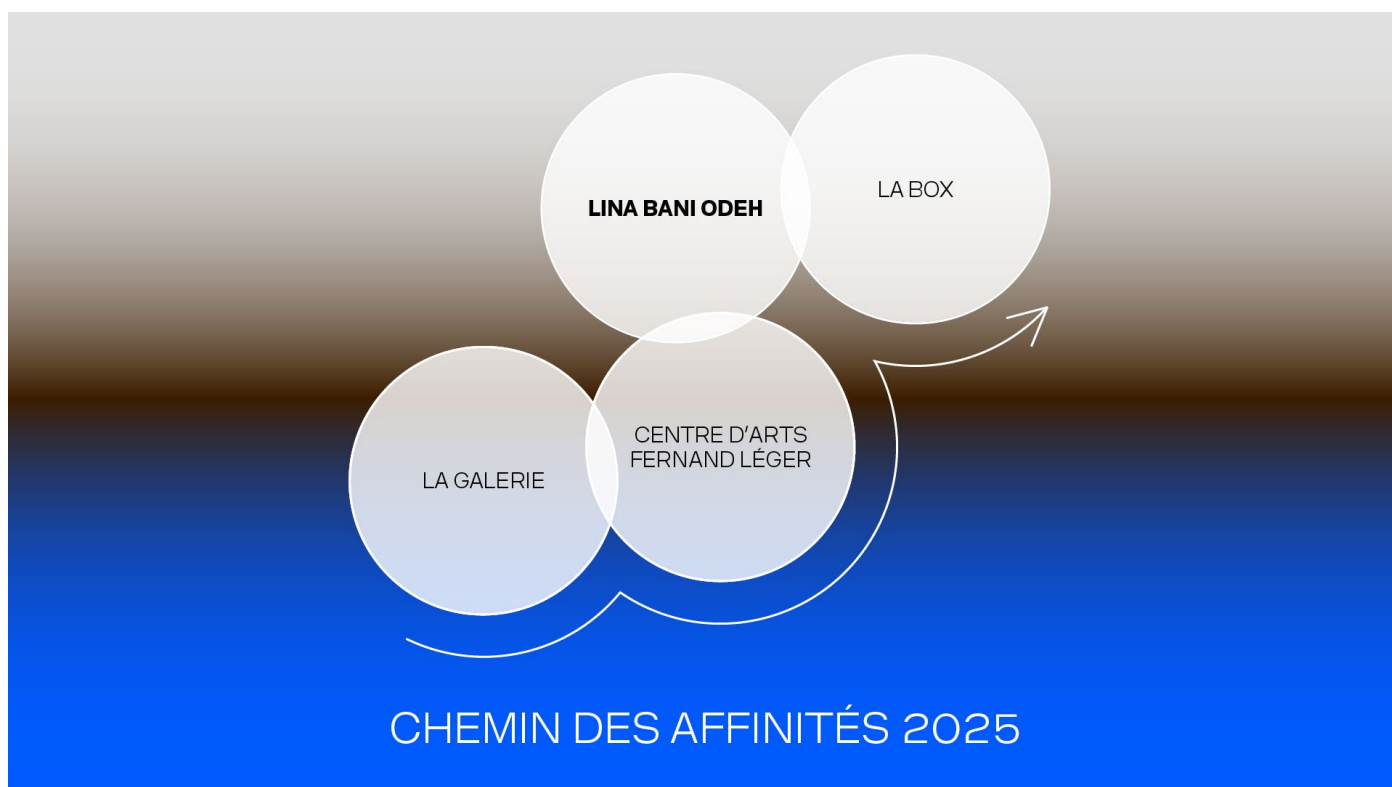 LA BOX
LINA BANI ODEH
CENTRE D’ARTS
FERNAND LÉGER
LA GALERIE
CHEMIN DES AFFINITÉS 2025